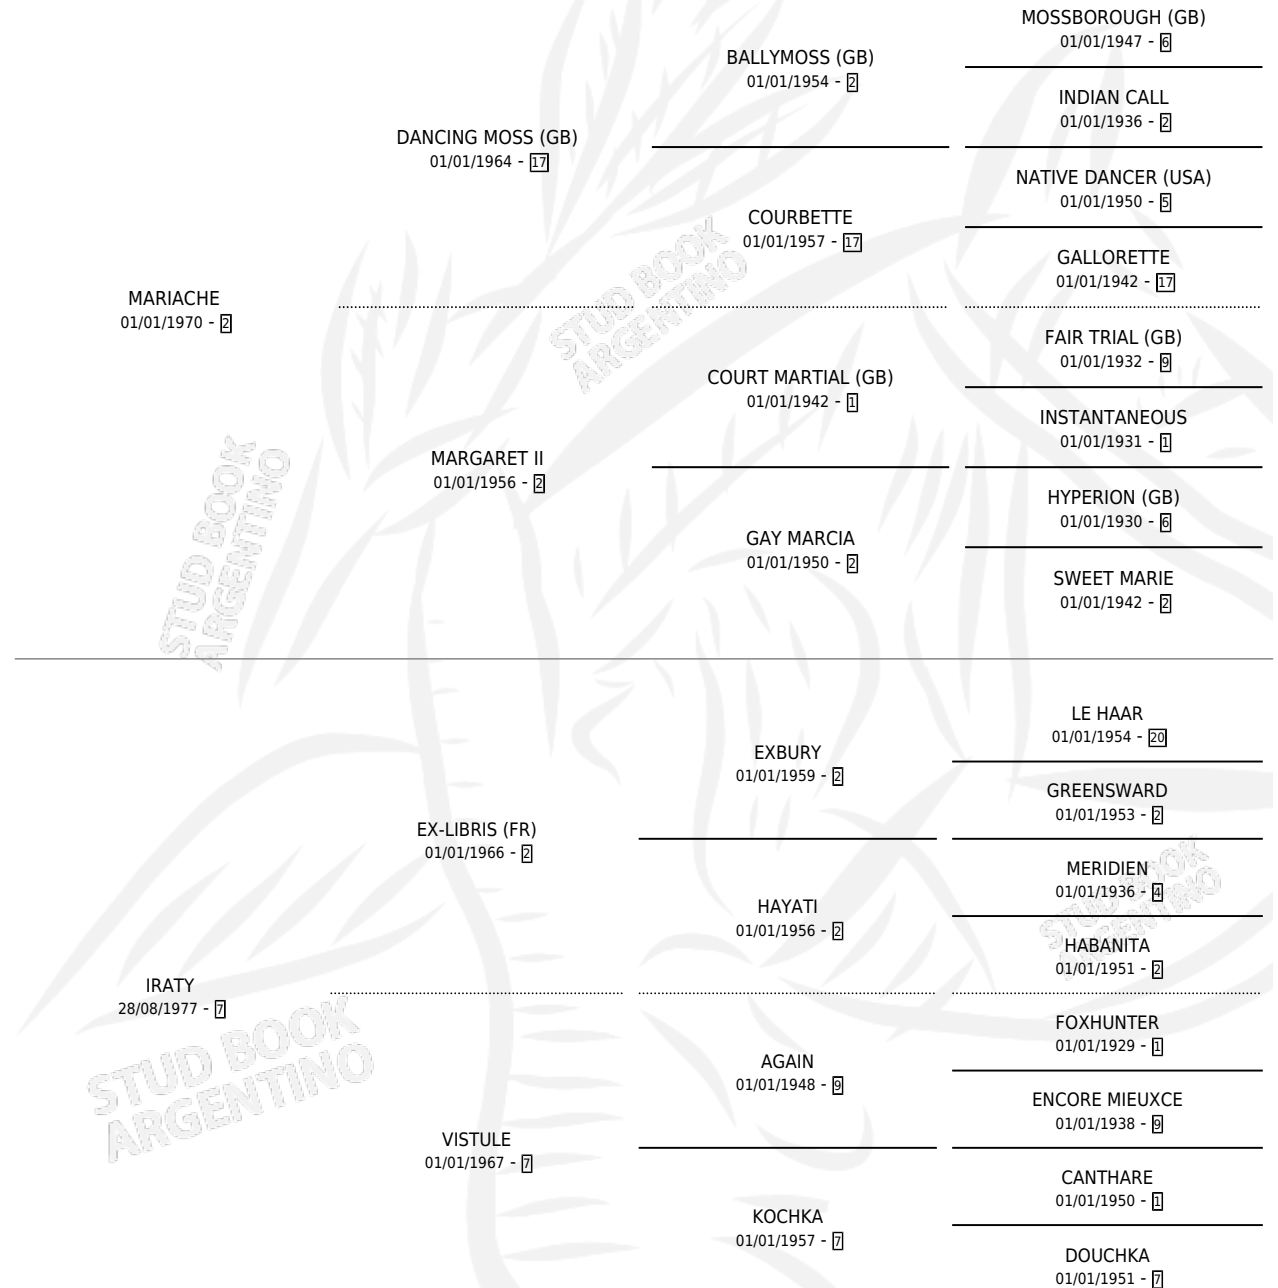 MOSSBOROUGH (GB)
01/01/1947 - 6
BALLYMOSS (GB)
01/01/1954 - 2
INDIAN CALL
01/01/1936 - 2
DANCING MOSS (GB)
01/01/1964 - 17
NATIVE DANCER (USA)
01/01/1950 - 5
COURBETTE
01/01/1957 - 17
GALLORETTE
01/01/1942 - 17
MARIACHE
01/01/1970 - 2
FAIR TRIAL (GB)
01/01/1932 - 9
COURT MARTIAL (GB)
01/01/1942 - 1
INSTANTANEOUS
01/01/1931 - 1
MARGARET II
01/01/1956 - 2
HYPERION (GB)
01/01/1930 - 6
GAY MARCIA
01/01/1950 - 2
SWEET MARIE
01/01/1942 - 2
LE HAAR
01/01/1954 - 20
EXBURY
01/01/1959 - 2
GREENSWARD
01/01/1953 - 2
EX-LIBRIS (FR)
01/01/1966 - 2
MERIDIEN
01/01/1936 - 4
HAYATI
01/01/1956 - 2
HABANITA
01/01/1951 - 2
IRATY
28/08/1977 - 7
FOXHUNTER
01/01/1929 - 1
AGAIN
01/01/1948 - 9
ENCORE MIEUXCE
01/01/1938 - 9
VISTULE
01/01/1967 - 7
CANTHARE
01/01/1950 - 1
KOCHKA
01/01/1957 - 7
DOUCHKA
01/01/1951 - 7
STUD BOOK
ARGENTINO
STUD BOOK
ARGENTINO
STUD BOOK
ARGENTINO
STUD BOOK
ARGENTINO